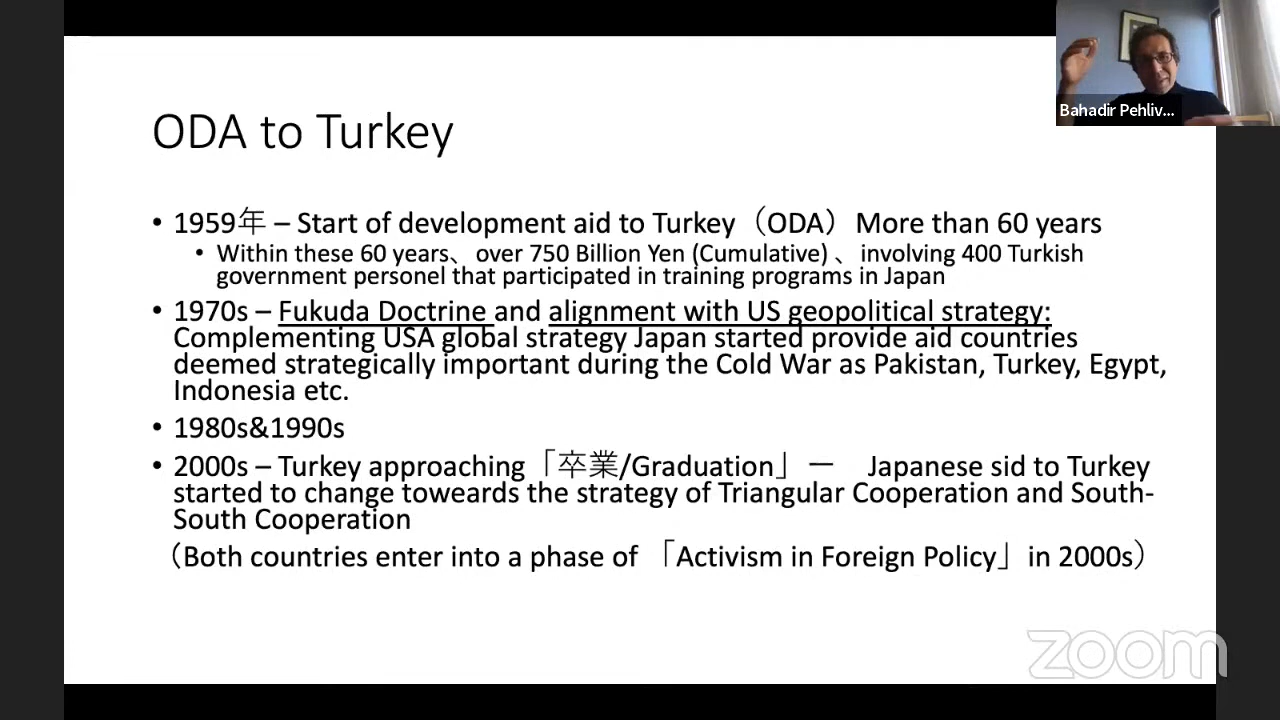 ODA to Turkey
• 1959年 – Start of development aid to Turkey（ODA）More than 60 years
• Within these 60 years、over 750 Billion Yen (Cumulative) 、involving 400 Turkish
government personel that participated in training programs in Japan
• 1970s – Fukuda Doctrine and alignment with US geopolitical strategy:
Complementing USA global strategy Japan started provide aid countries
deemed strategically important during the Cold War as Pakistan, Turkey, Egypt,
Indonesia etc.
• 1980s&1990s
• 2000s – Turkey approaching「卒業/Graduation」ー　Japanese sid to Turkey
started to change toweards the strategy of Triangular Cooperation and South-
South Cooperation
（Both countries enter into a phase of 「Activism in Foreign Policy」in 2000s）
Bahadir Pehliv...
zoom